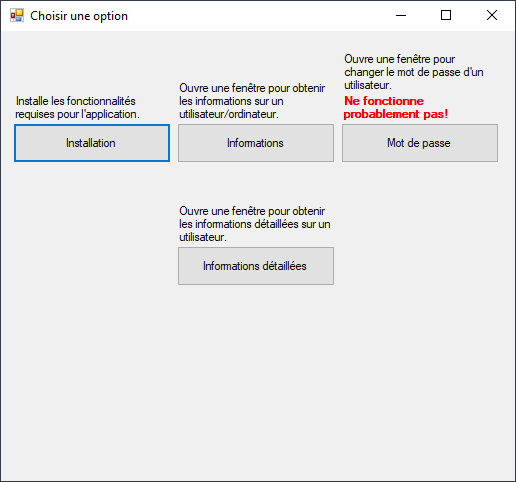 Choisir une option
Installe les fonctionnalités
requises pour l'application.
Installation
Ouvre une fenêtre pour obtenir
les infomations sur un
utilisateur/ordinateur.
Informations
Ouvre une fenêtre pour
changer le mot de passe d'un
utilisateur.
Ne fonctionne
probablement pas!
Mot de passe
Ouvre une fenêtre pour obtenir
les informations détaillées sur un
utilisateur.
Informations détaillées